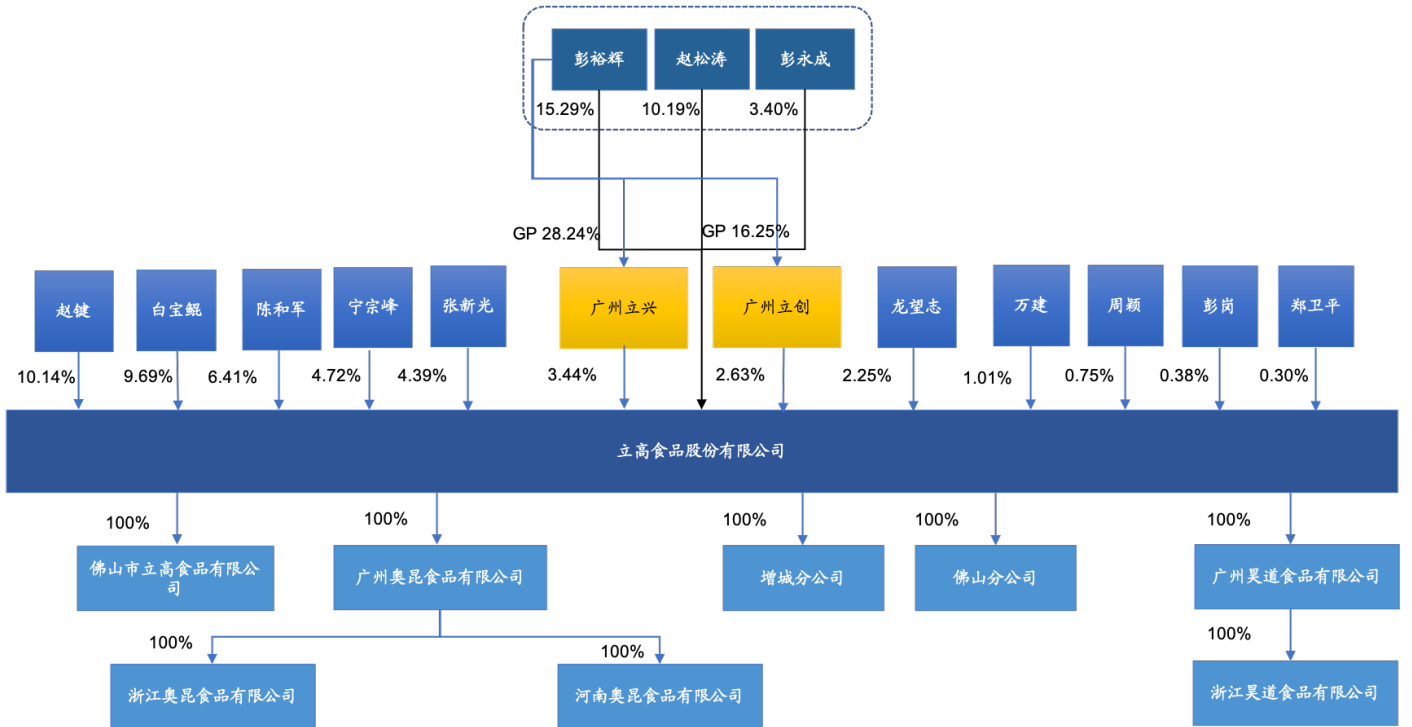 彭裕辉
赵松涛
彭永成
15.29%
10.19%
3.40%
GP 28.24%
GP 16.25%
赵键
白宝鲲
陈和军
宁宗峰
张新光
广州立兴
广州立创
龙望志
万建
周颖
彭岗
郑卫平
10.14%
9.69%
6.41%
4.72%
4.39%
3.44%
2.63%
2.25%
1.01%
0.75%
0.38%
0.30%
立高食品股份有限公司
100%
100%
100%
100%
100%
佛山市立高食品有限公
司
广州奥昆食品有限公司
增城分公司
佛山分公司
广州昊道食品有限公司
100%
100%
100%
浙江奥昆食品有限公司
河南奥昆食品有限公司
浙江昊道食品有限公司